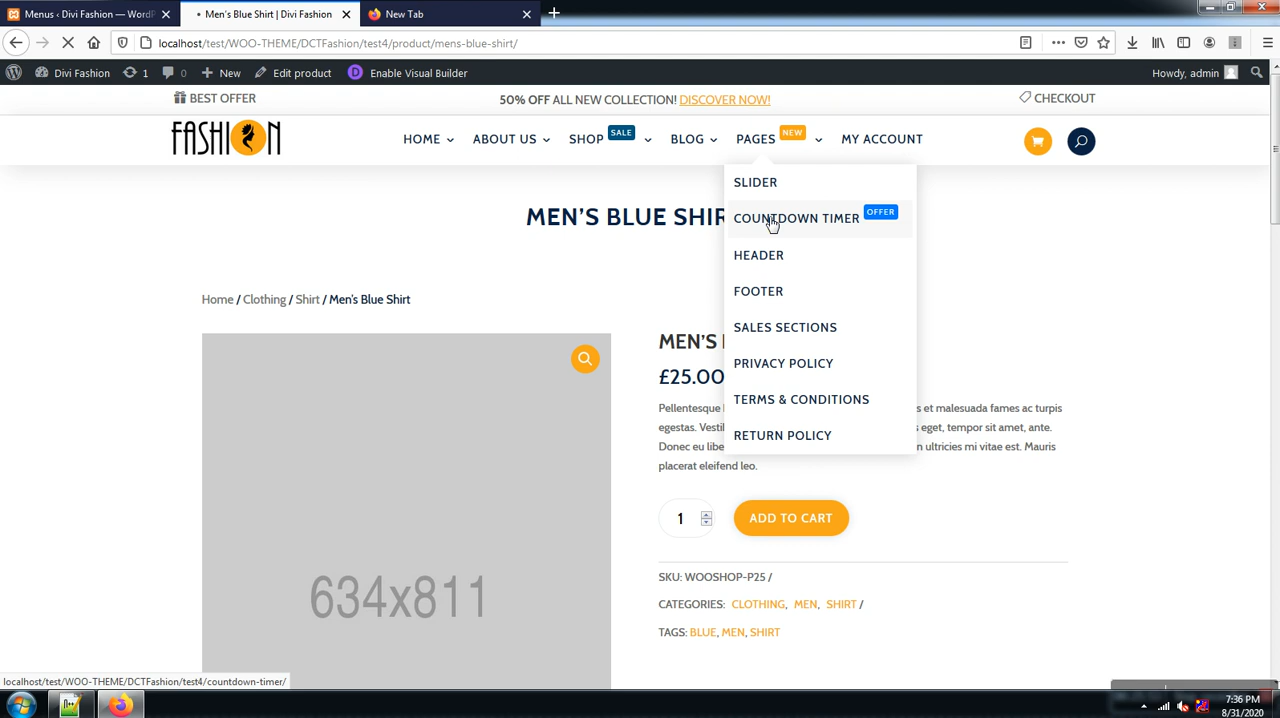 Menus ‹ Divi Fashion — WordP
Men's Blue Shirt | Divi Fashion
New Tab
localhost/test/WOO-THEME/DCTFashion/test4/product/mens-blue-shirt/
Divi Fashion 1 0 New Edit product Enable Visual Builder Howdy, admin
BEST OFFER 50% OFF ALL NEW COLLECTION! DISCOVER NOW! CHECKOUT
FASHION HOME ABOUT US SHOP SALE BLOG PAGES NEW MY ACCOUNT
SLIDER
COUNTDOWN TIMER OFFER
HEADER
FOOTER
SALES SECTIONS
PRIVACY POLICY
TERMS & CONDITIONS
RETURN POLICY
MEN'S BLUE SHIR
Home / Clothing / Shirt / Men's Blue Shirt
634x811
MEN'S
£25.00
Pellentesque s et malesuada fames ac turpis
egestas. Vestil s eget, tempor sit amet, ante.
Donec eu libe n ultricies mi vitae est. Mauris
placerat eleifend leo.
1 ADD TO CART
SKU: WOOSHOP-P25 /
CATEGORIES: CLOTHING, MEN, SHIRT /
TAGS: BLUE, MEN, SHIRT
localhost/test/WOO-THEME/DCTFashion/test4/countdown-timer/
7:36 PM
8/31/2020